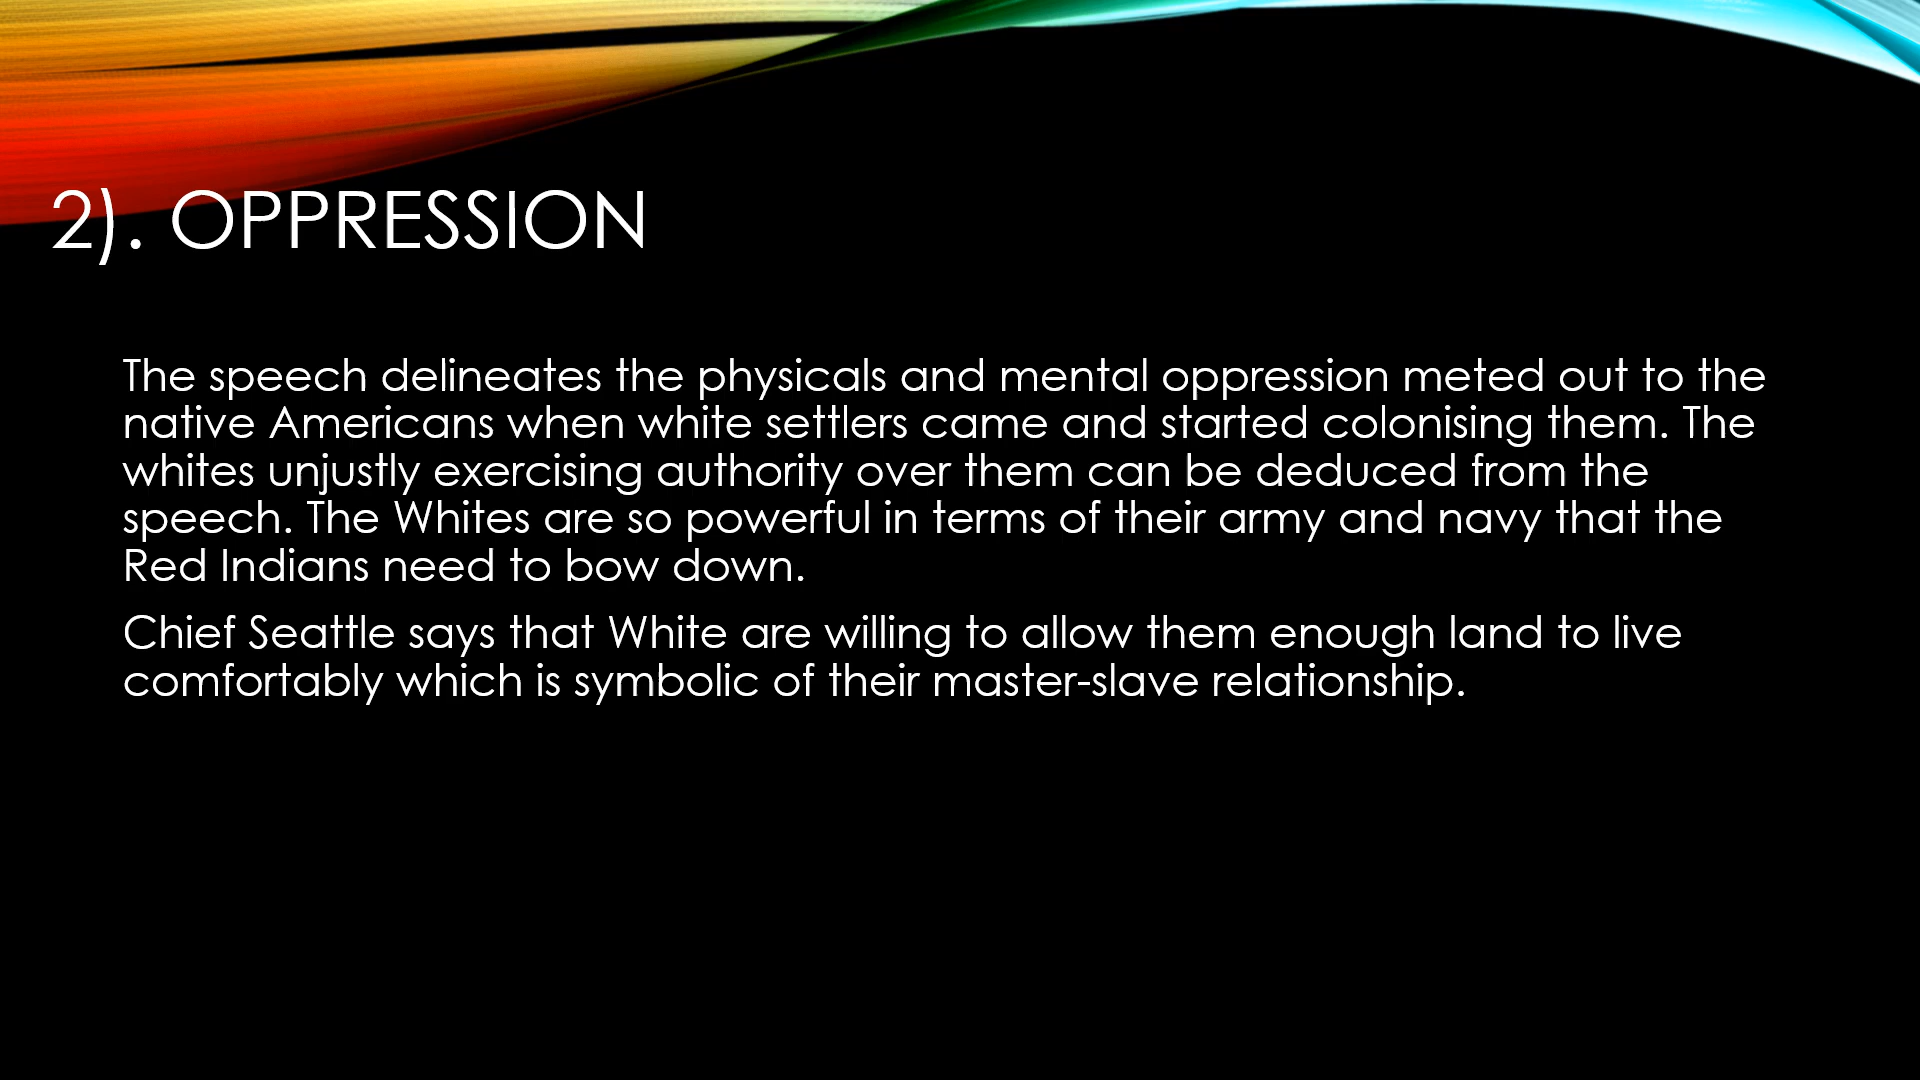 2). OPPRESSION
The speech delineates the physicals and mental oppression meted out to the
native Americans when white settlers came and started colonising them. The
whites unjustly exercising authority over them can be deduced from the
speech. The Whites are so powerful in terms of their army and navy that the
Red Indians need to bow down.
Chief Seattle says that White are willing to allow them enough land to live
comfortably which is symbolic of their master-slave relationship.